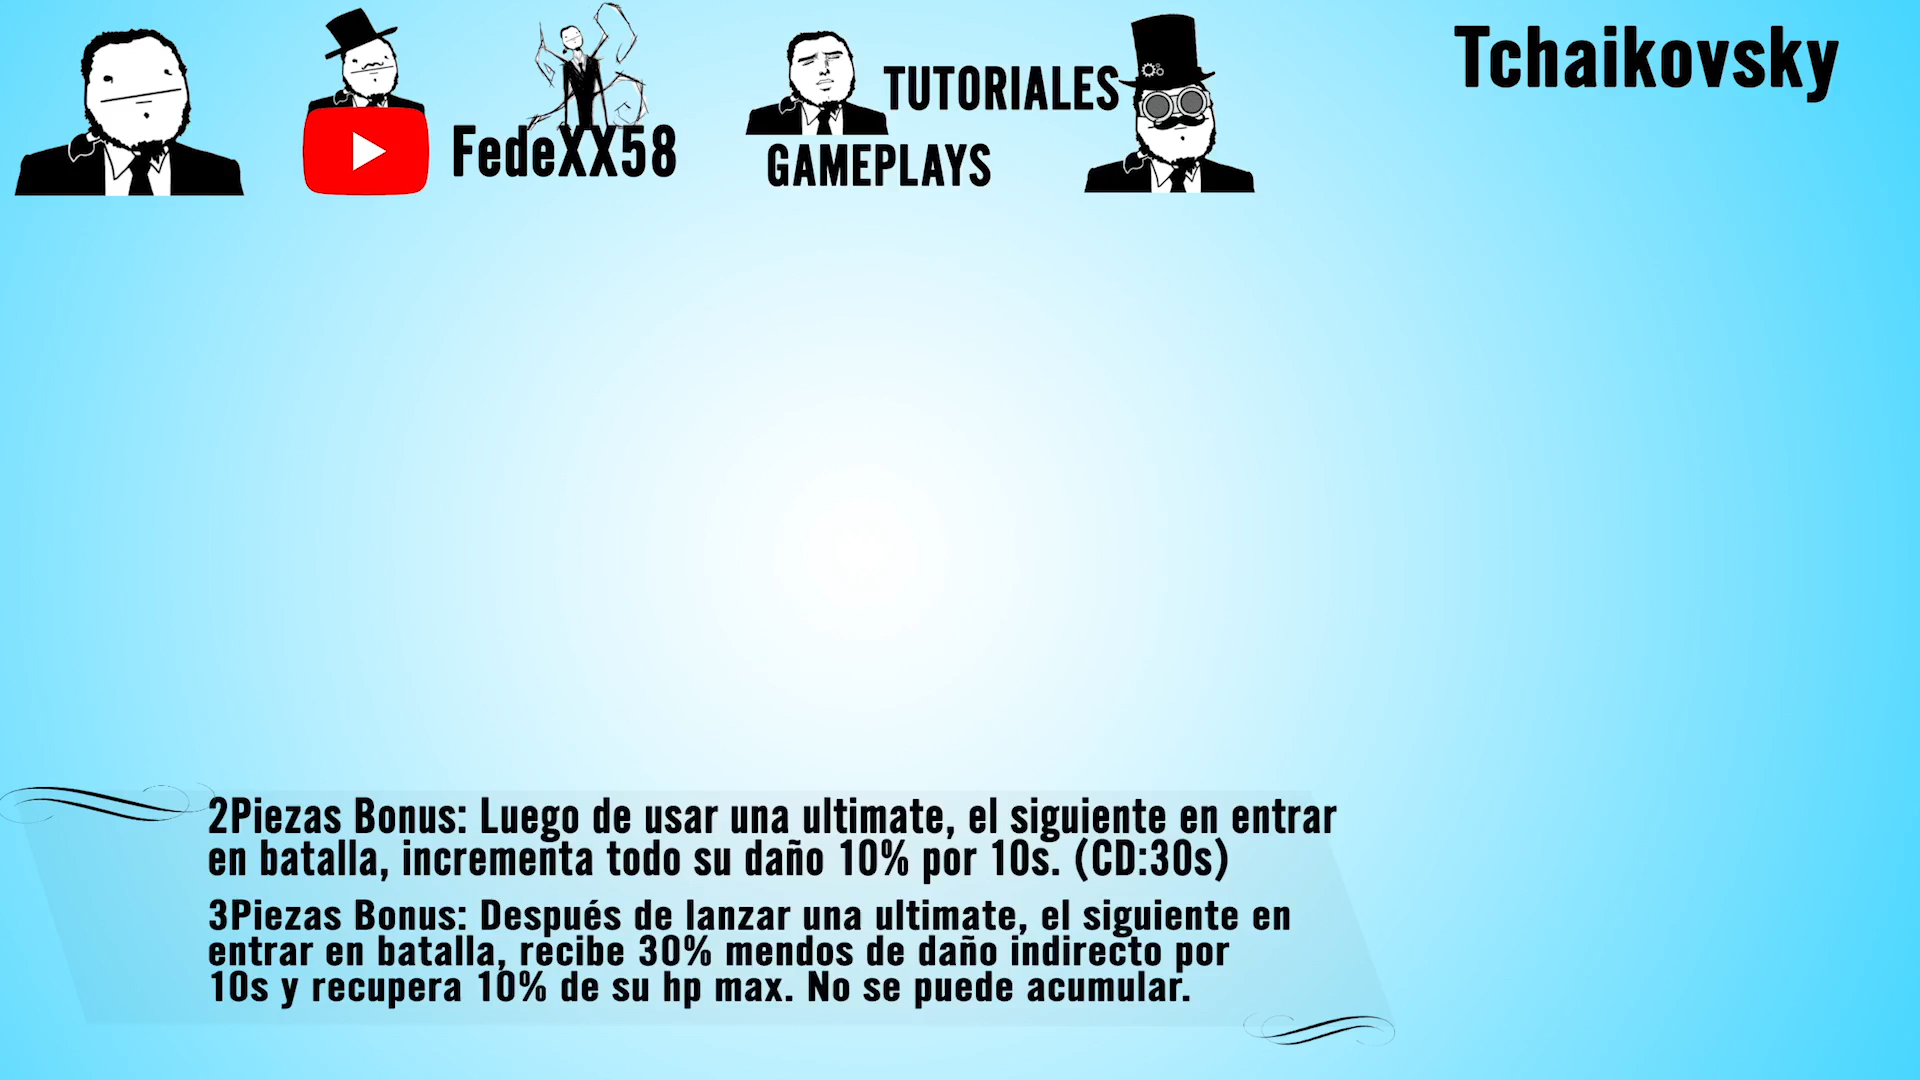 Tchaikovsky
FedeXX58
TUTORIALES
GAMEPLAYS
2Piezas Bonus: Luego de usar una ultimate, el siguiente en entrar
en batalla, incrementa todo su daño 10% por 10s. (CD:30s)
3Piezas Bonus: Después de lanzar una ultimate, el siguiente en
entrar en batalla, recibe 30% mendos de daño indirecto por
10s y recupera 10% de su hp max. No se puede acumular.